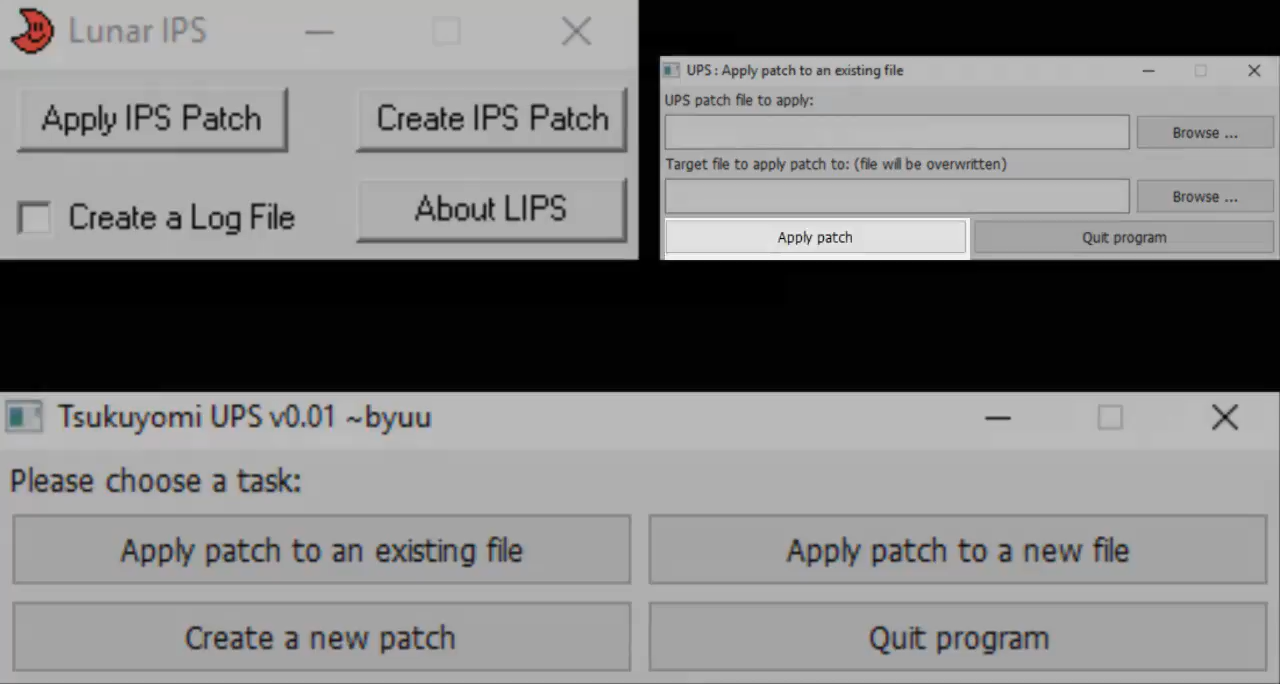 Lunar IPS
Apply IPS Patch
Create IPS Patch
Create a Log File
About LIPS
UPS : Apply patch to an existing file
UPS patch file to apply:
Browse ...
Target file to apply patch to: (file will be overwritten)
Browse ...
Apply patch
Quit program
Tsukuyomi UPS v0.01 ~byuu
Please choose a task:
Apply patch to an existing file
Apply patch to a new file
Create a new patch
Quit program